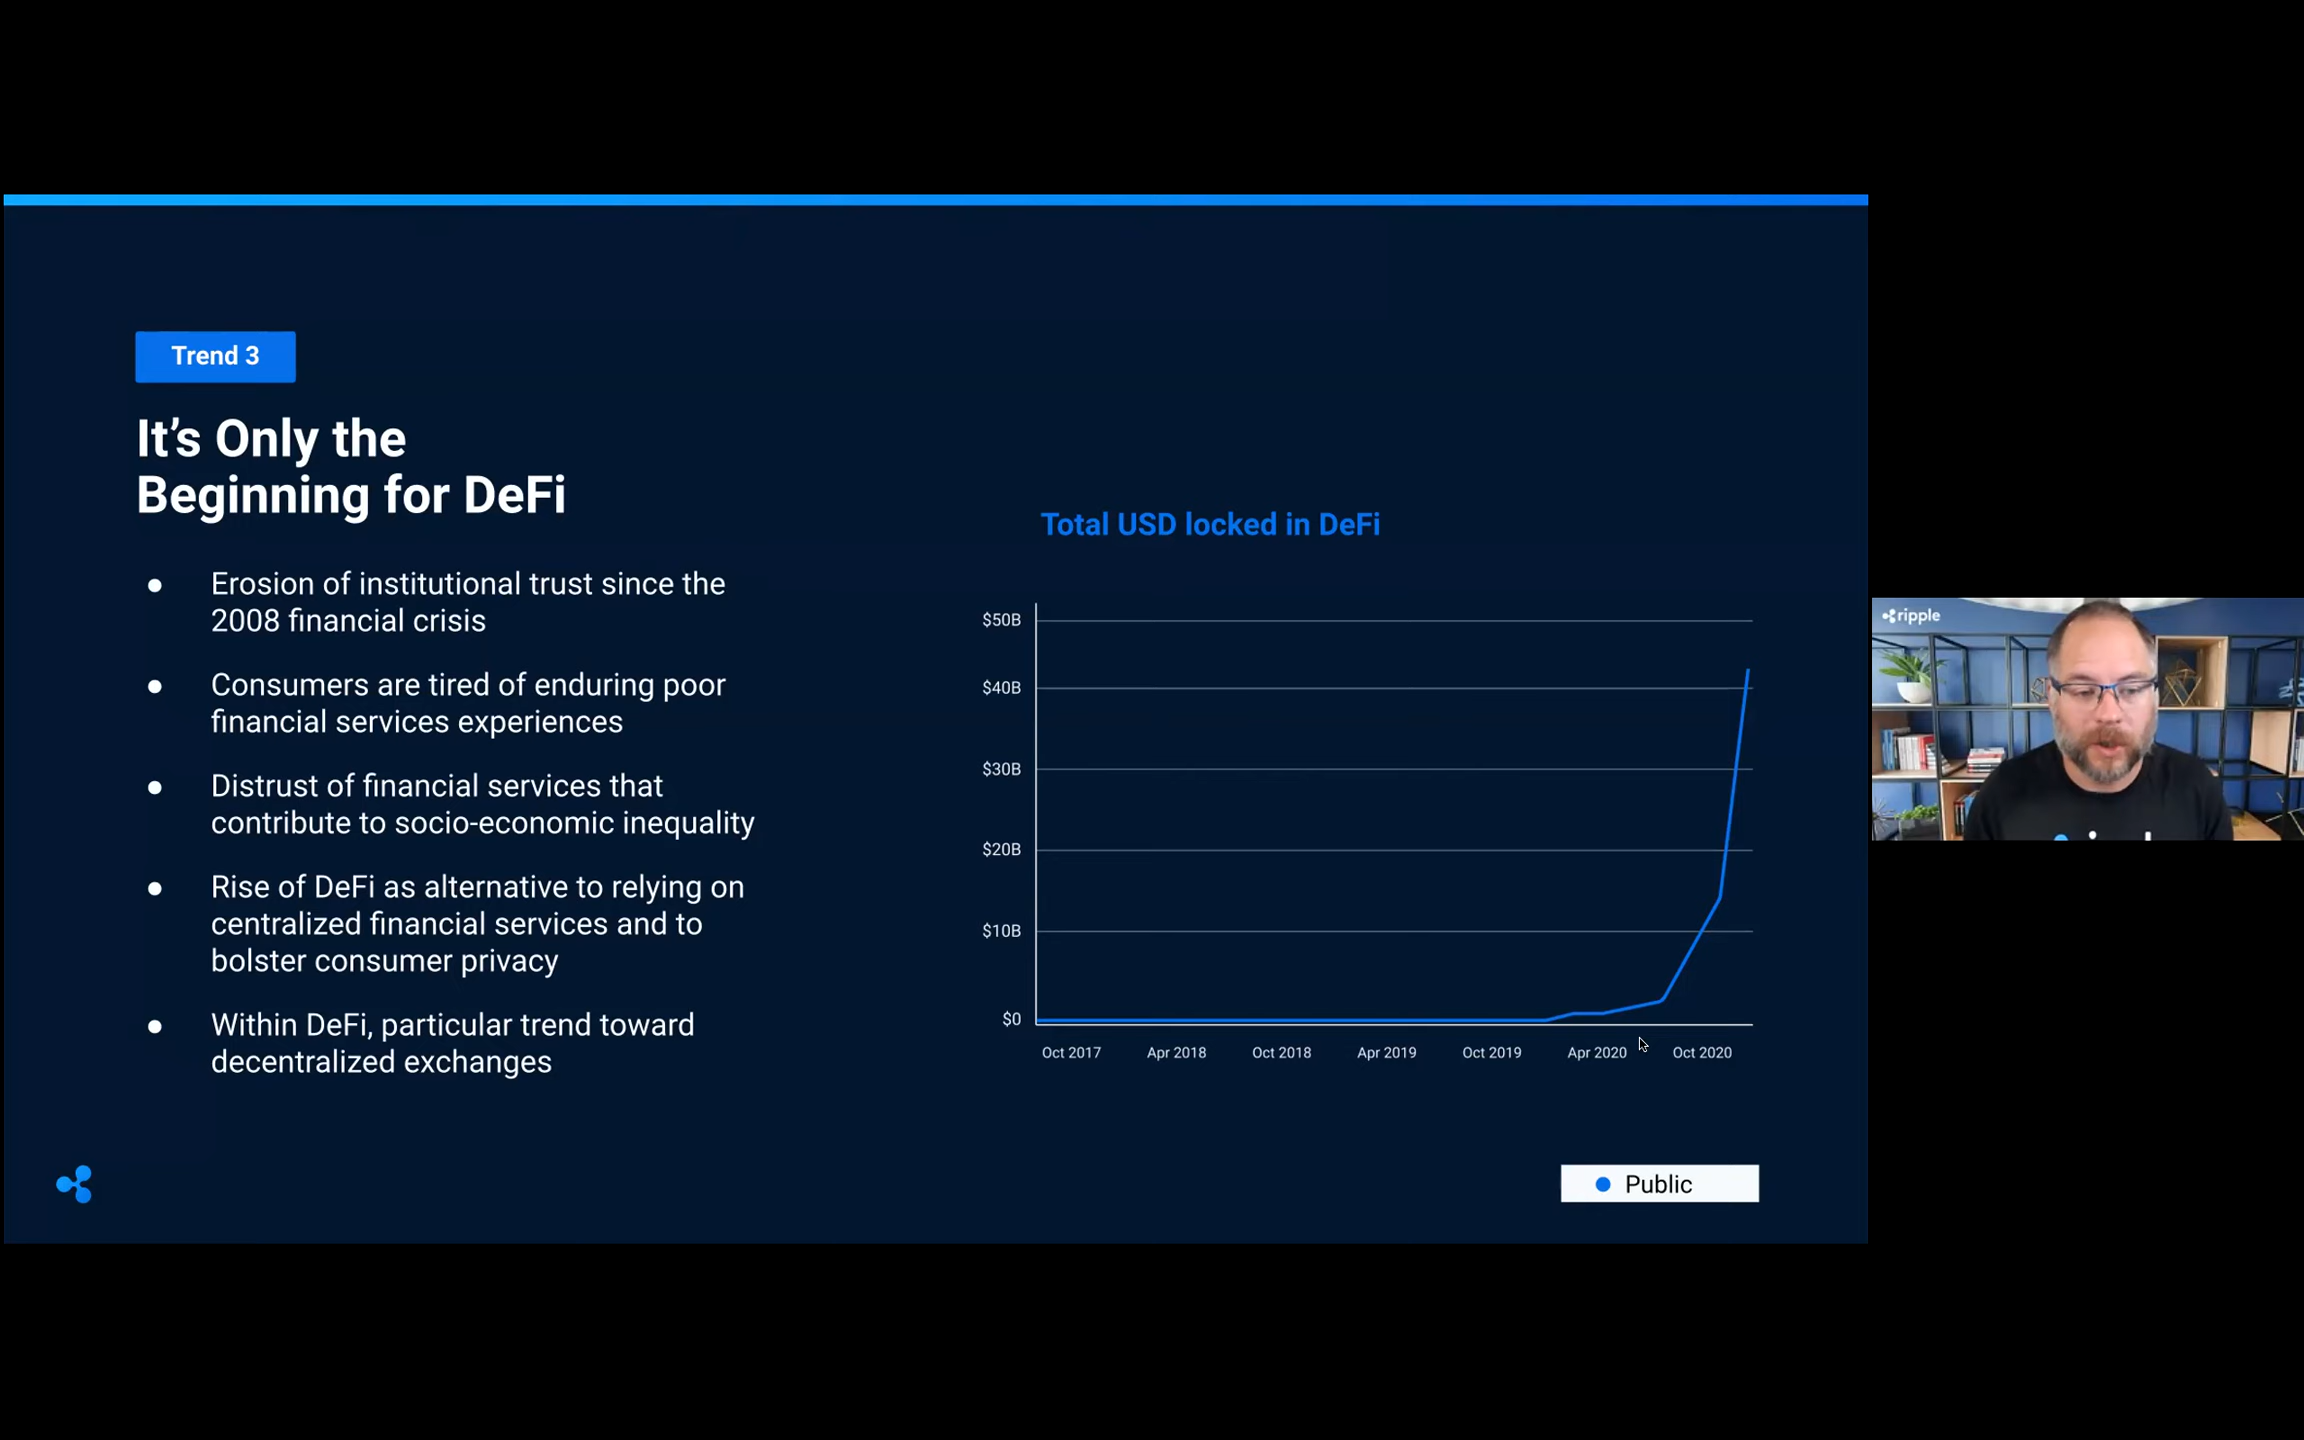 Trend 3
It’s Only the
Beginning for DeFi
● Erosion of institutional trust since the
2008 financial crisis
● Consumers are tired of enduring poor
financial services experiences
● Distrust of financial services that
contribute to socio-economic inequality
● Rise of DeFi as alternative to relying on
centralized financial services and to
bolster consumer privacy
● Within DeFi, particular trend toward
decentralized exchanges
Total USD locked in DeFi
$50B
$40B
$30B
$20B
$10B
$0
Oct 2017 Apr 2018 Oct 2018 Apr 2019 Oct 2019 Apr 2020 Oct 2020
Public
ripple